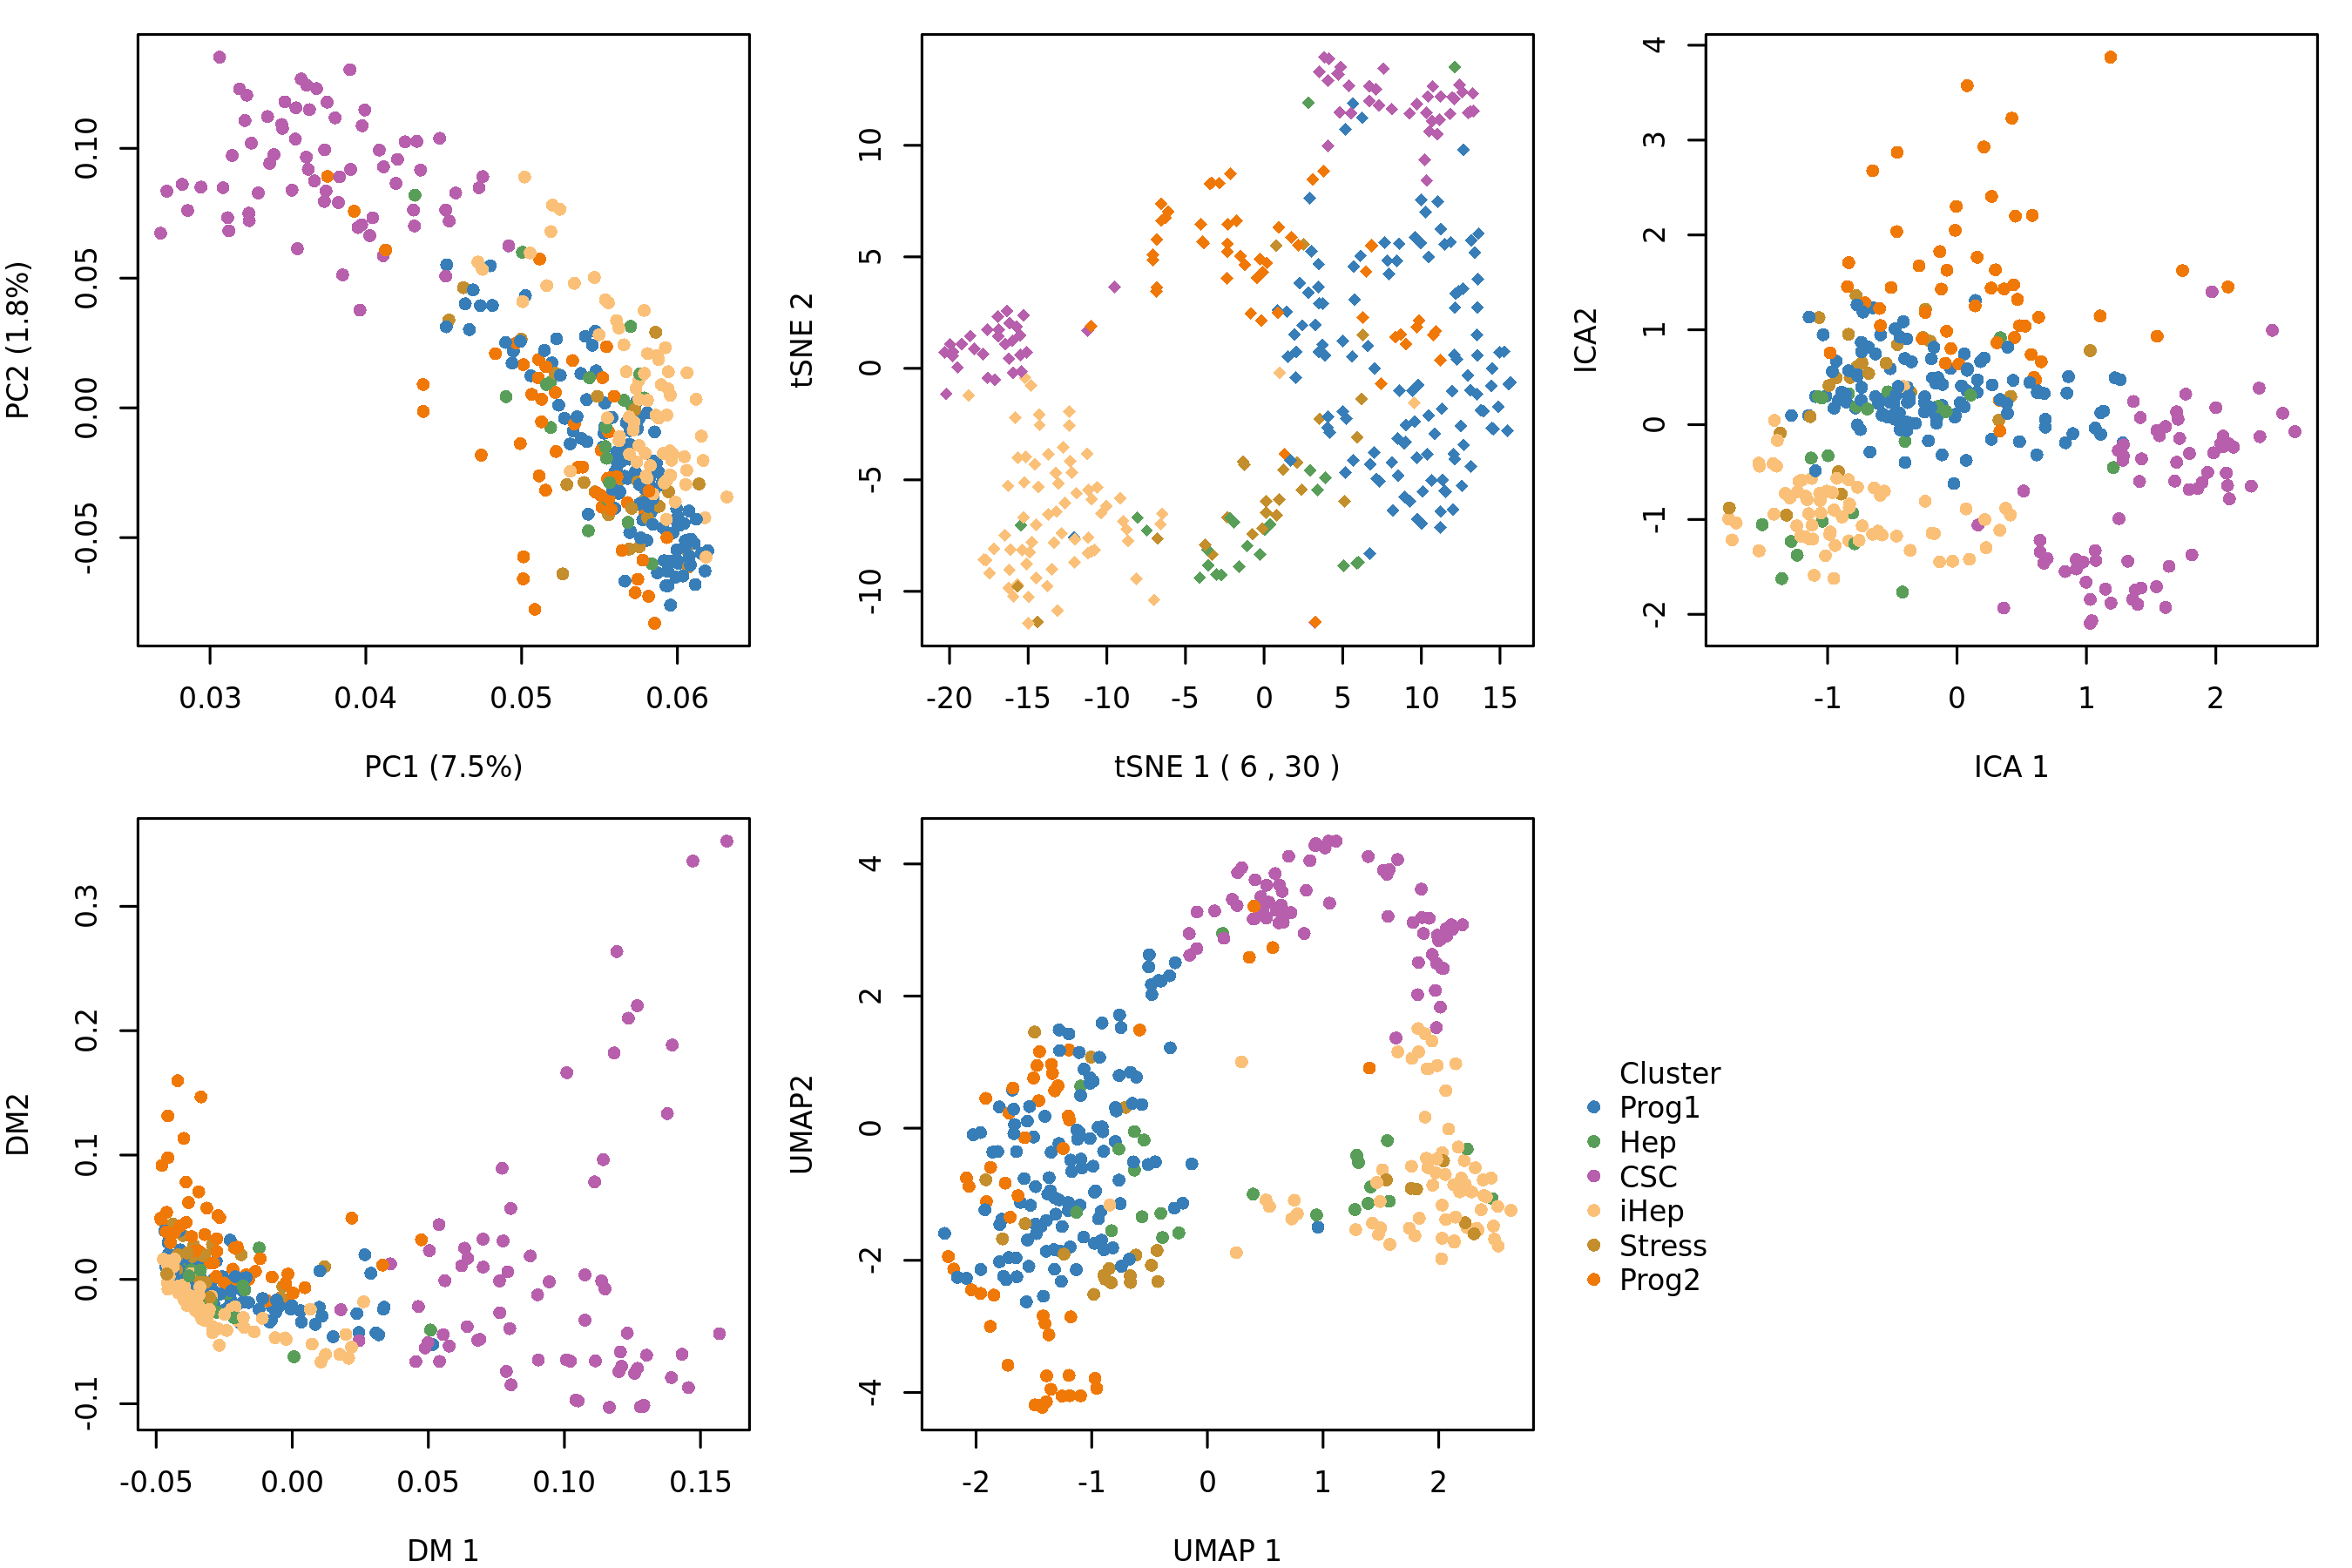 PC2 (1.8%)
0.10
0.05
0.00
-0.05
0.03 0.04 0.05 0.06
PC1 (7.5%)
tSNE 2
10
5
0
-5
-10
-20 -15 -10 -5 0 5 10 15
tSNE 1 ( 6 , 30 )
ICA2
4
3
2
1
0
-1
-2
-1 0 1 2
ICA 1
DM2
0.3
0.2
0.1
0.0
-0.1
-0.05 0.00 0.05 0.10 0.15
DM 1
UMAP2
4
2
0
-2
-4
-2 -1 0 1 2
UMAP 1
Cluster
Prog1
Hep
CSC
iHep
Stress
Prog2